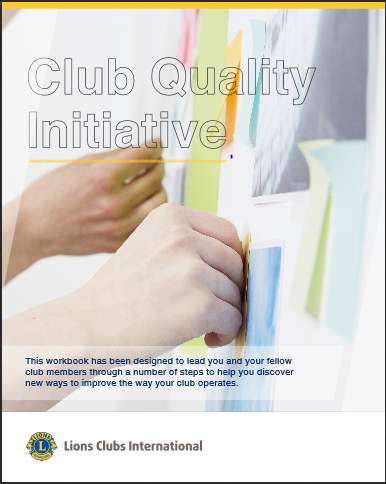 Club Quality
Initiative
This workbook has been designed to lead you and your fellow
club members through a number of steps to help you discover
new ways to improve the way your club operates.
L
Lions Clubs International